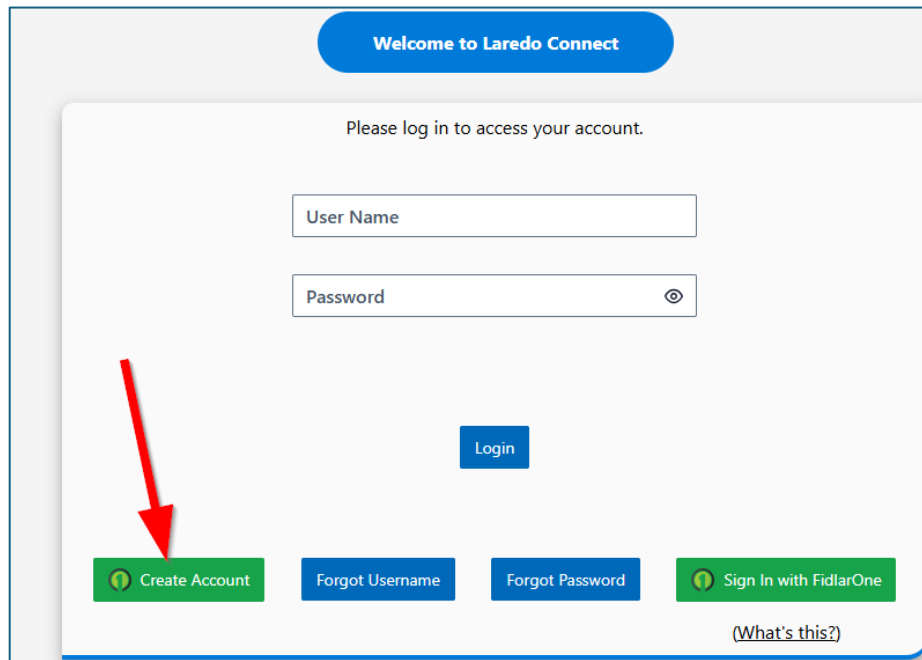 Welcome to Laredo Connect
Please log in to access your account.
User Name
Password
Login
Create Account
Forgot Username
Forgot Password
Sign In with FidlarOne
(What's this?)